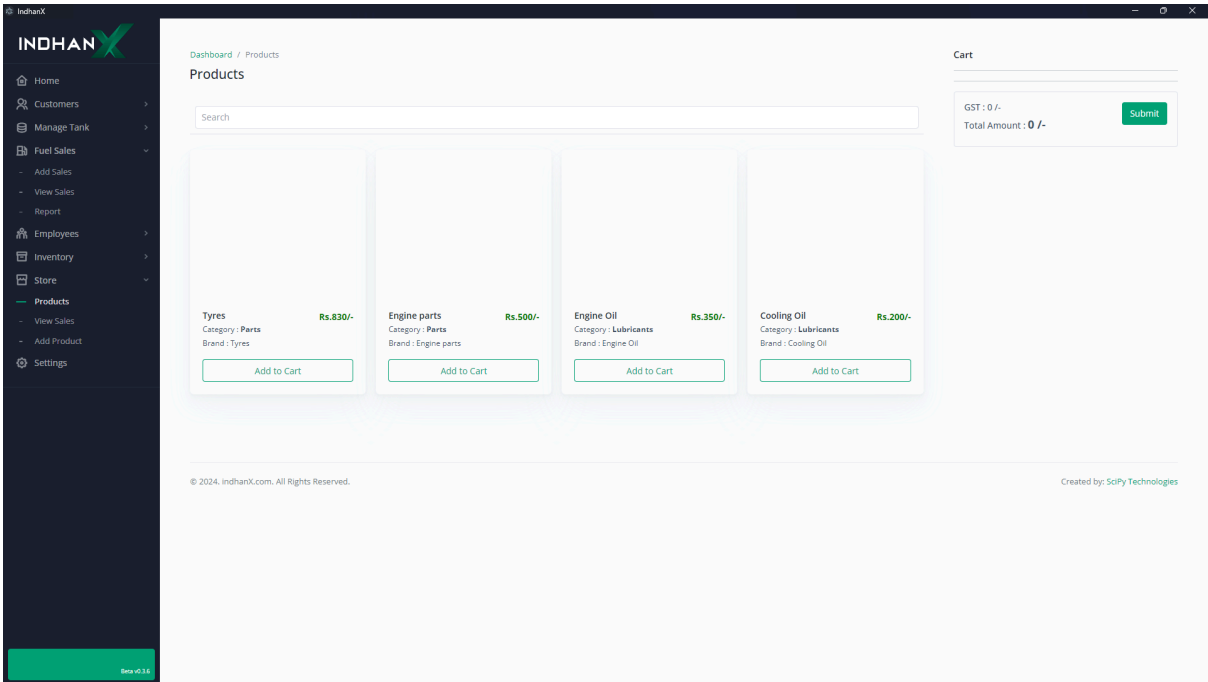 IndhanX
INDHANX
Home
Customers
Manage Tank
Fuel Sales
- Add Sales
- View Sales
- Report
Employees
Inventory
Store
Products
- View Sales
- Add Product
Settings
Beta v0.3.6
Dashboard / Products
Products
Search
Tyres Rs.830/-
Category : Parts
Brand : Tyres
Add to Cart
Engine parts Rs.500/-
Category : Parts
Brand : Engine parts
Add to Cart
Engine Oil Rs.350/-
Category : Lubricants
Brand : Engine Oil
Add to Cart
Cooling Oil Rs.200/-
Category : Lubricants
Brand : Cooling Oil
Add to Cart
Cart
GST : 0 /-
Total Amount : 0 /-
Submit
© 2024. indhanX.com. All Rights Reserved.
Created by: SciPy Technologies